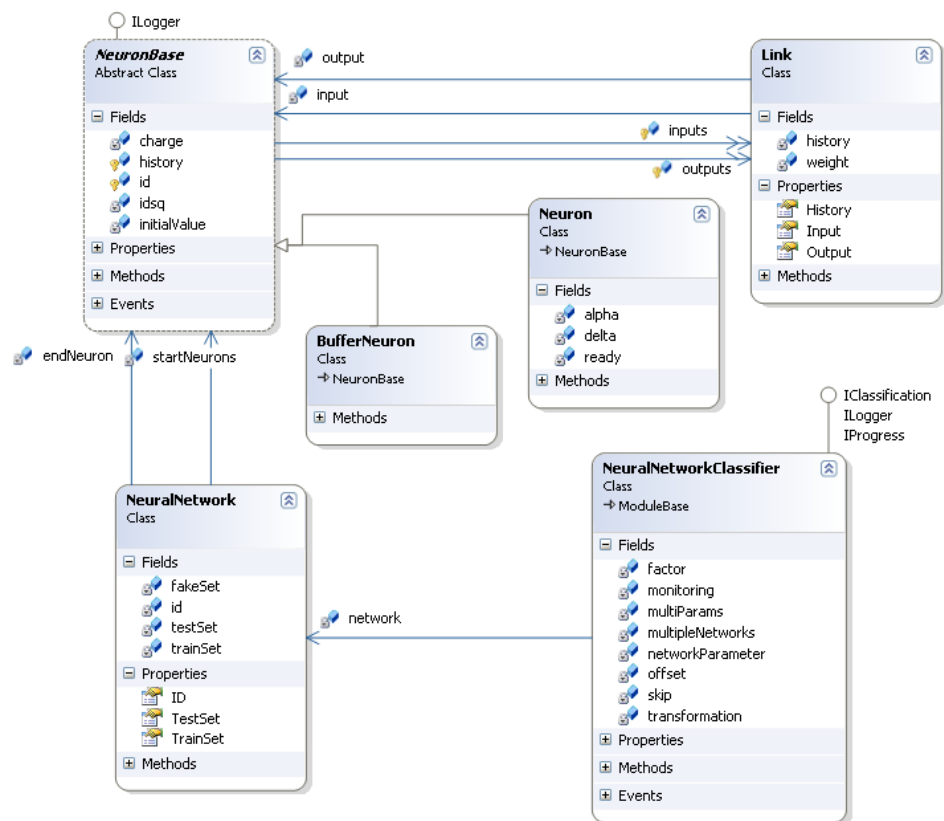 ILogger
NeuronBase
Abstract Class
Fields
charge
history
id
idsq
initialValue
Properties
Methods
Events
output
input
inputs
outputs
Link
Class
Fields
history
weight
Properties
History
Input
Output
Methods
Neuron
Class
NeuronBase
Fields
alpha
delta
ready
Methods
BufferNeuron
Class
NeuronBase
Methods
endNeuron
startNeurons
IClassification
ILogger
IProgress
NeuralNetwork
Class
Fields
fakeSet
id
testSet
trainSet
Properties
ID
TestSet
TrainSet
Methods
network
NeuralNetworkClassifier
Class
ModuleBase
Fields
factor
monitoring
multiParams
multipleNetworks
networkParameter
offset
skip
transformation
Properties
Methods
Events